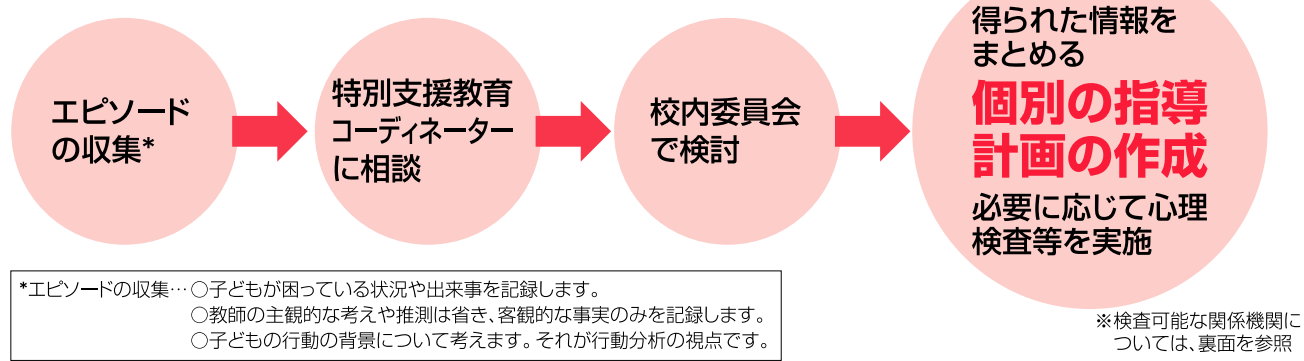 エピソード
の収集*
特別支援教育
コーディネーター
に相談
校内委員会
で検討
得られた情報を
まとめる
個別の指導
計画の作成
必要に応じて心理
検査等を実施
*エピソードの収集…○子どもが困っている状況や出来事を記録します。
○教師の主観的な考えや推測は省き、客観的な事実のみを記録します。
○子どもの行動の背景について考えます。それが行動分析の視点です。
※検査可能な関係機関に
ついては、裏面を参照